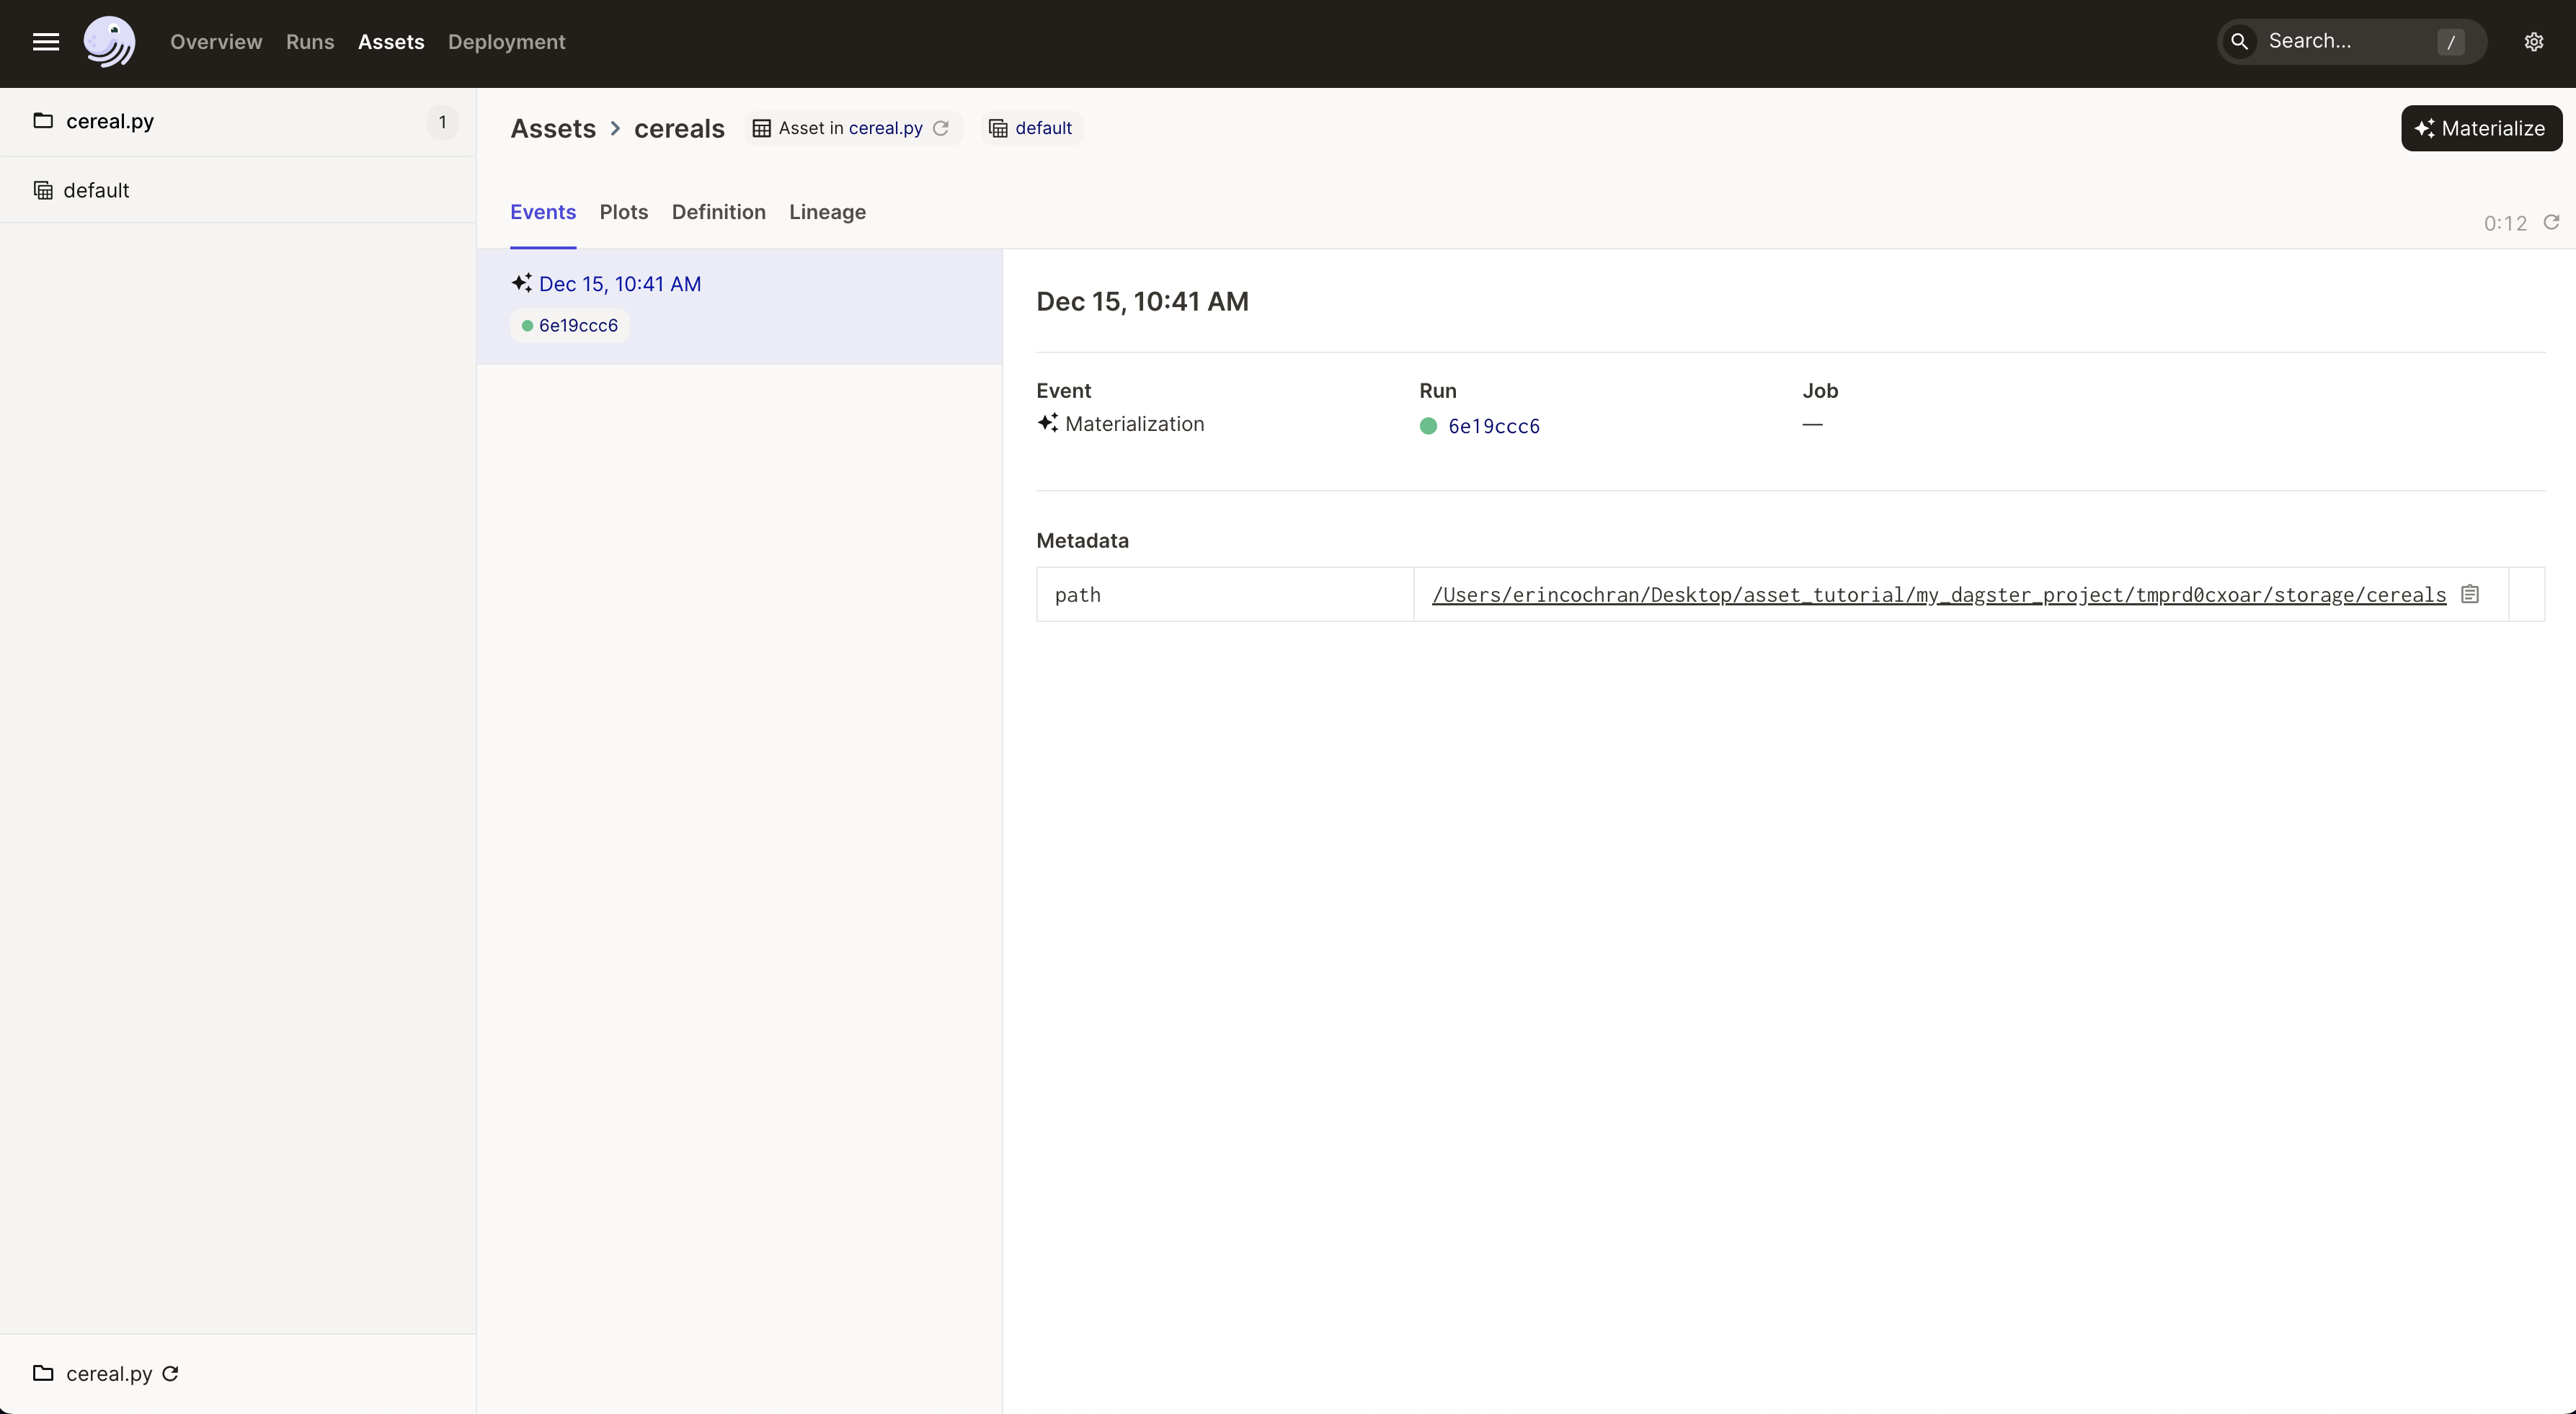 Overview Runs Assets Deployment Search... /
cereal.py 1
default
Assets > cereals Asset in cereal.py default Materialize
Events Plots Definition Lineage 0:12
Dec 15, 10:41 AM
6e19ccc6
Dec 15, 10:41 AM
Event Run Job
Materialization 6e19ccc6 —
Metadata
path /Users/erincochran/Desktop/asset_tutorial/my_dagster_project/tmprd0cxoar/storage/cereals
cereal.py